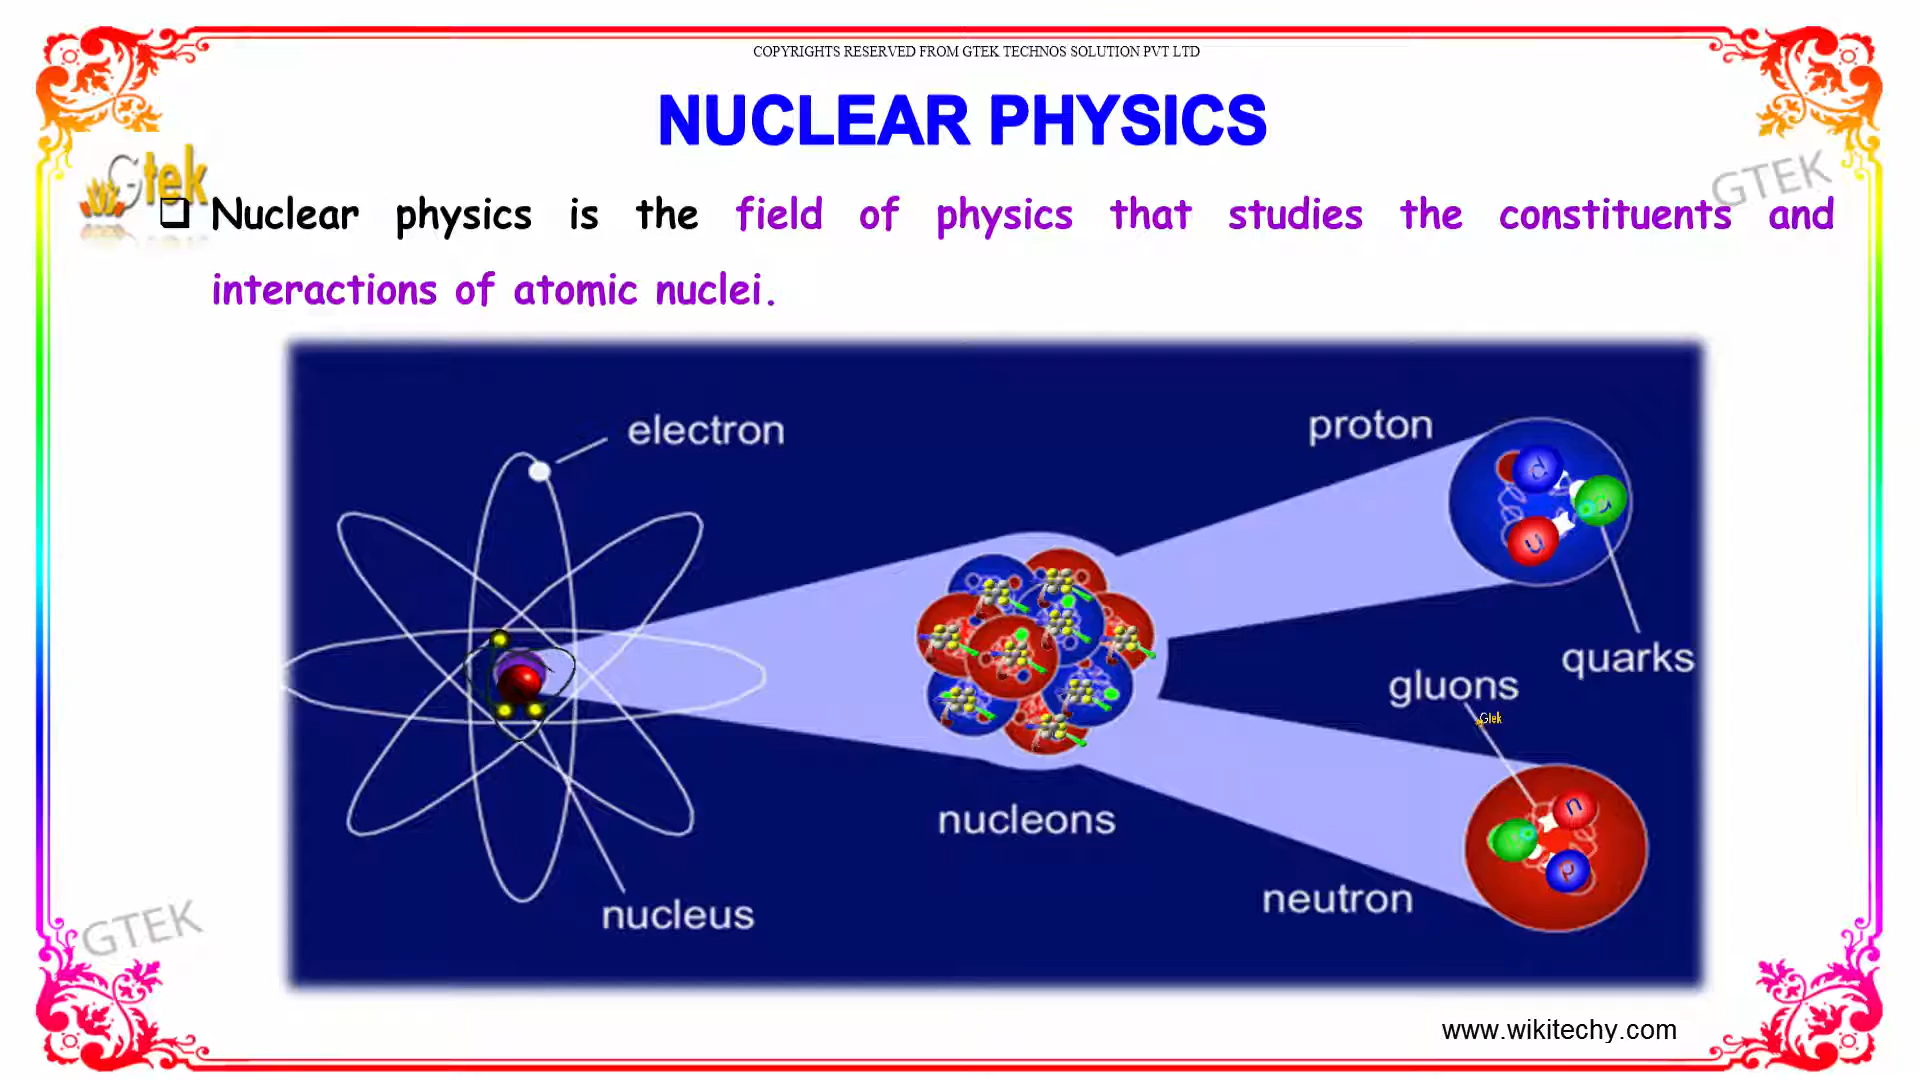 COPYRIGHTS RESERVED FROM GTEK TECHNOS SOLUTION PVT LTD
NUCLEAR PHYSICS
Gtek
GTEK
Nuclear physics is the field of physics that studies the constituents and
interactions of atomic nuclei.
electron
proton
d
u
quarks
gluons
Gtek
u
nucleons
neutron
nucleus
GTEK
www.wikitechy.com